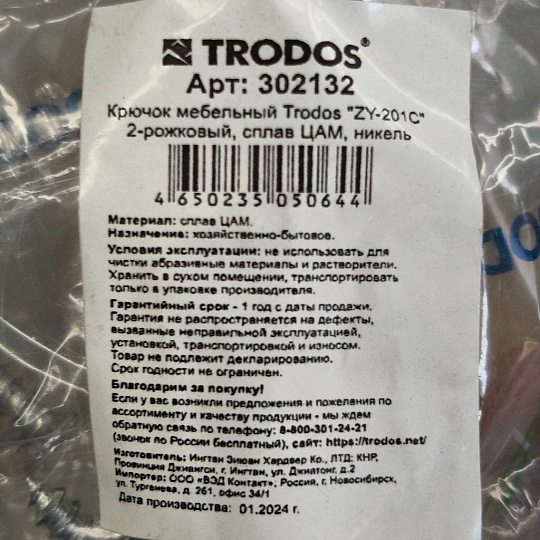 TRODOS®
Арт: 302132
Крючок мебельный Trodos "ZY-201C"
2-рожковый, сплав ЦАМ, никель
4 650235 050644
Материал: сплав ЦАМ.
Назначение: хозяйственно-бытовое.
Условия эксплуатации: не использовать для
чистки абразивные материалы и растворители.
Хранить в сухом помещении, транспортировать
только в упаковке производителя.
Гарантийный срок - 1 год с даты продажи.
Гарантия не распространяется на дефекты,
вызванные неправильной эксплуатацией,
установкой, транспортировкой и износом.
Товар не подлежит декларированию.
Срок годности не ограничен.
Благодарим за покупку!
Если у вас возникли предложения и пожелания по
ассортименту и качеству продукции - мы ждем
обратную связь по телефону: 8-800-301-24-21
(звонок по России Бесплатный), сайт: https://trodos.net/
Изготовитель: Ингтан Зиюан Хардвер Ко., ЛТД; КНР,
Провинция Дживнгси, г. Ингтан, ул. Джиатонг, д.2
Импортер: ООО «ВЭД Контакт»; Россия, г. Новосибирск,
ул. Тургенева, д. 261, офис 34/1
Дата производства: 01.2024 г.